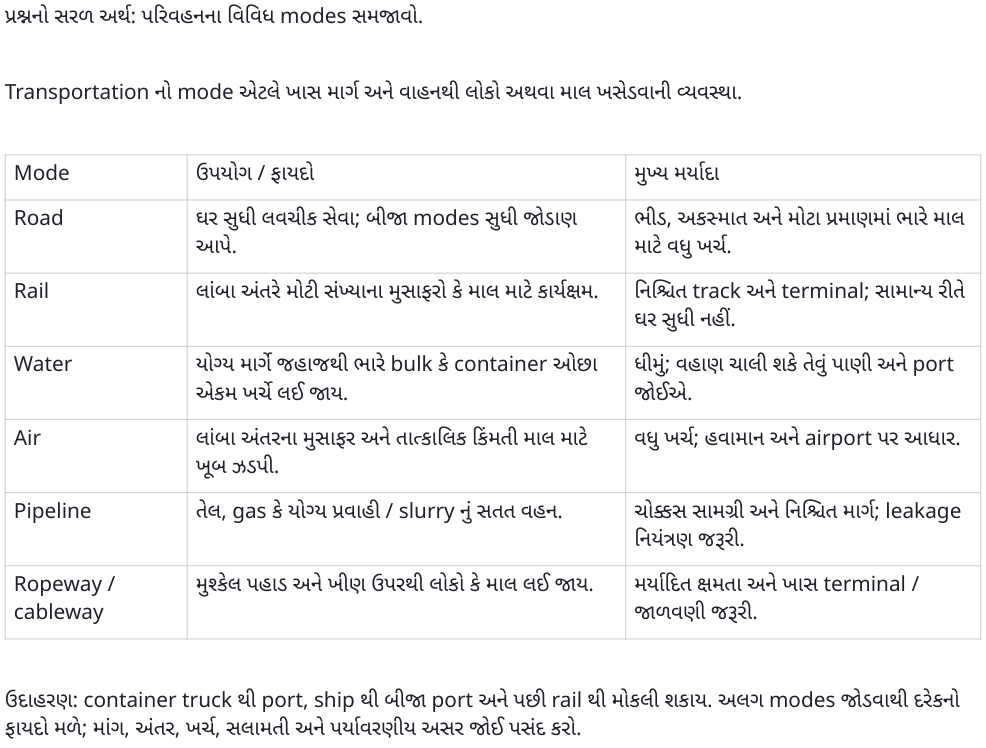 પ્રશ્નનો સરળ અર્થ: પરિવહનના વિવિધ modes સમજાવો.
Transportation નો mode એટલે ખાસ માર્ગ અને વાહનથી લોકો અથવા માલ ખસેડવાની વ્યવસ્થા.
Mode ઉપયોગ / ફાયદો મુખ્ય મર્યાદા
Road ઘર સુધી લવચીક સેવા; બીજા modes સુધી જોડાણ ભીડ, અકસ્માત અને મોટા પ્રમાણમાં ભારે માલ
આપે. માટે વધુ ખર્ચ.
Rail લાંબા અંતરે મોટી સંખ્યાના મુસાફરો કે માલ માટે કાર્યક્ષમ. નિશ્ચિત track અને terminal; સામાન્ય રીતે
ઘર સુધી નહીં.
Water યોગ્ય માર્ગે જહાજથી ભારે bulk કે container ઓછા ધીમું; વહાણ ચાલી શકે તેવું પાણી અને port
એકમ ખર્ચે લઈ જાય. જોઈએ.
Air લાંબા અંતરના મુસાફર અને તાત્કાલિક કિંમતી માલ માટે વધુ ખર્ચ; હવામાન અને airport પર આધાર.
ખૂબ ઝડપી.
Pipeline તેલ, gas કે યોગ્ય પ્રવાહી / slurry નું સતત વહન. ચોક્કસ સામગ્રી અને નિશ્ચિત માર્ગ; leakage
નિયંત્રણ જરૂરી.
Ropeway / મુશ્કેલ પહાડ અને ખીણ ઉપરથી લોકો કે માલ લઈ જાય. મર્યાદિત ક્ષમતા અને ખાસ terminal /
cableway જાળવણી જરૂરી.
ઉદાહરણ: container truck થી port, ship થી બીજા port અને પછી rail થી મોકલી શકાય. અલગ modes જોડવાથી દરેકનો
ફાયદો મળે; માંગ, અંતર, ખર્ચ, સલામતી અને પર્યાવરણીય અસર જોઈ પસંદ કરો.